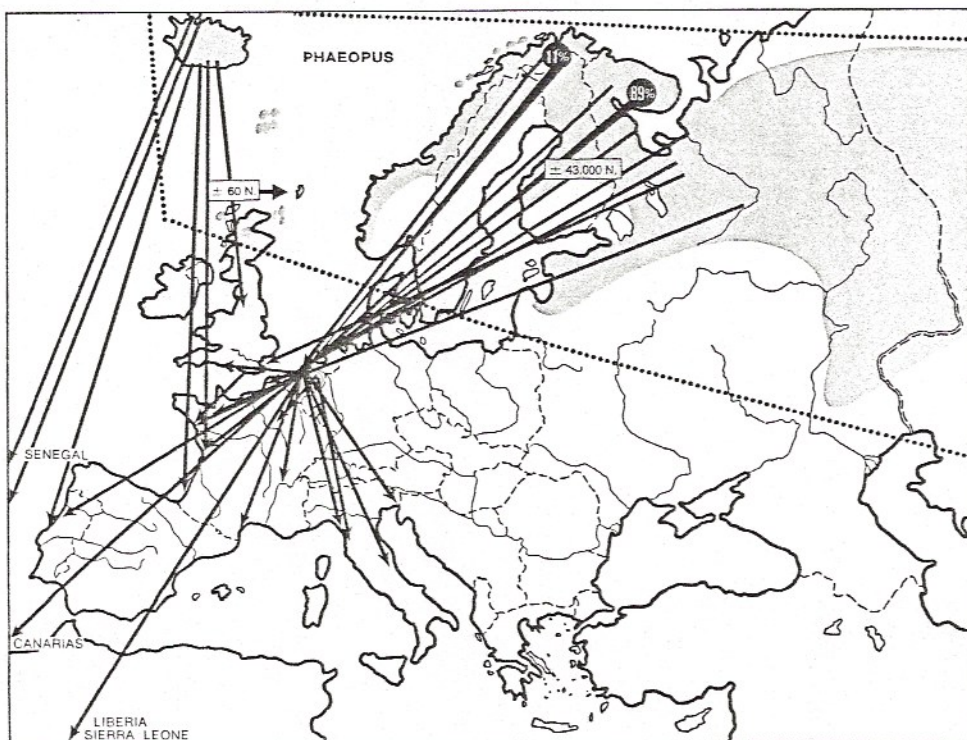 PHAEOPUS
11%
89%
± 43.000 N.
± 60 N.
SENEGAL
CANARIAS
LIBERIA
SIERRA LEONE